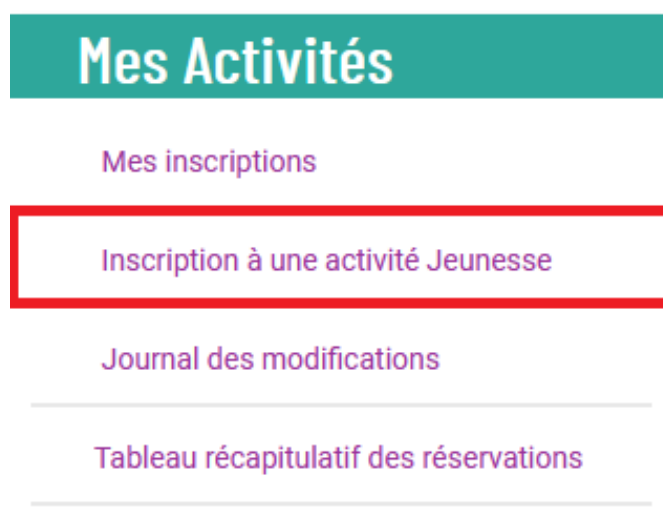 Mes Activités
Mes inscriptions
Inscription à une activité Jeunesse
Journal des modifications
Tableau récapitulatif des réservations